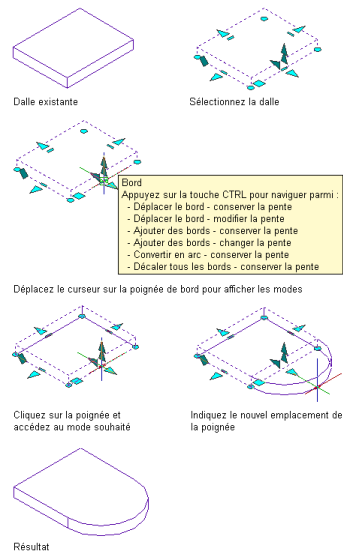 Dalle existante
Sélectionnez la dalle
Bord
Appuyez sur la touche CTRL pour naviguer parmi :
- Déplacer le bord - conserver la pente
- Déplacer le bord - modifier la pente
- Ajouter des bords - conserver la pente
- Ajouter des bords - changer la pente
- Convertir en arc - conserver la pente
- Décaler tous les bords - conserver la pente
Déplacez le curseur sur la poignée de bord pour afficher les modes
Cliquez sur la poignée et
accédez au mode souhaité
Indiquez le nouvel emplacement de
la poignée
Résultat